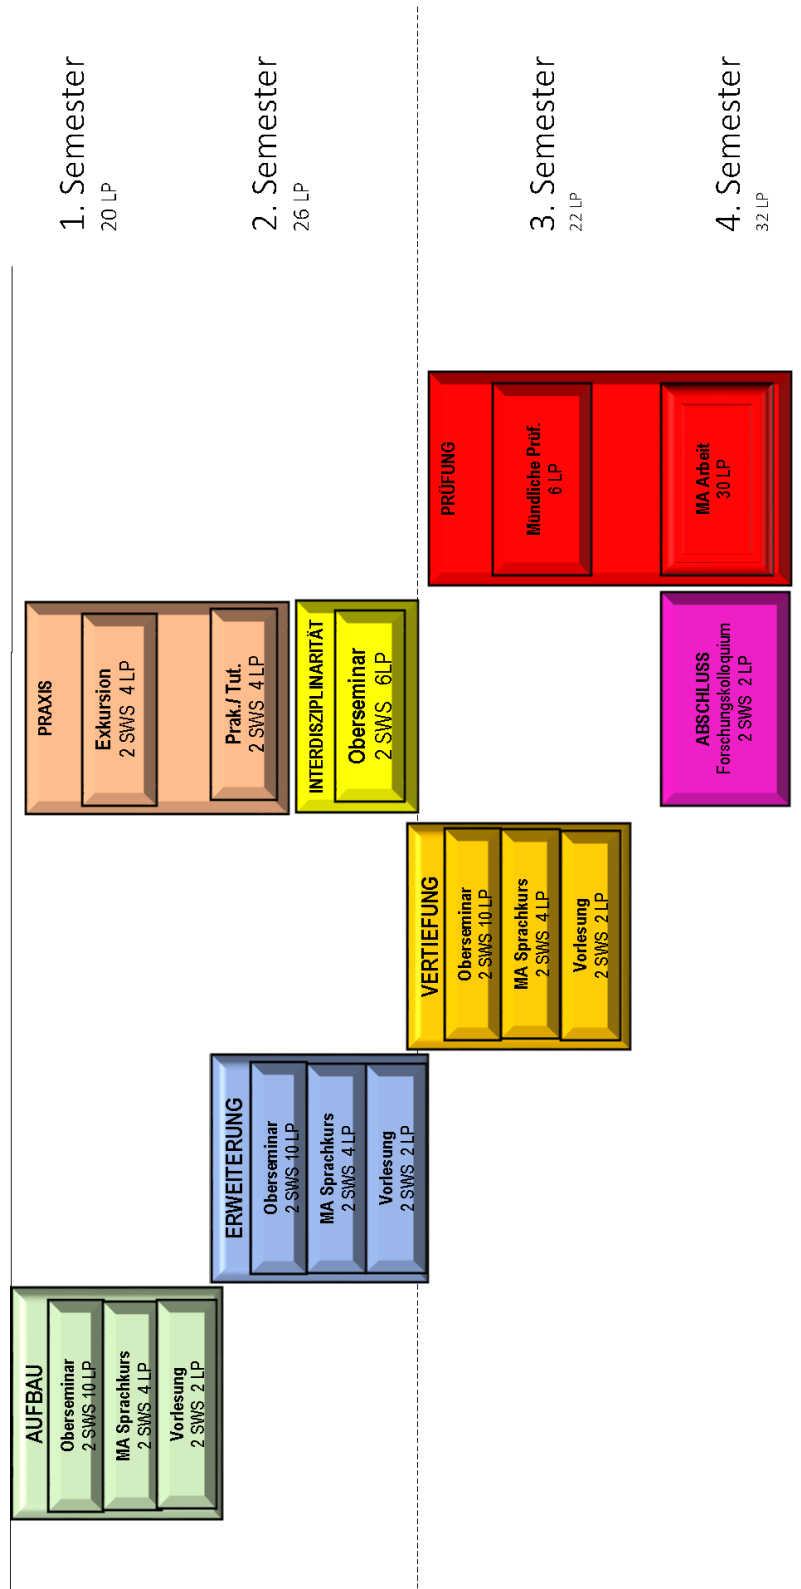 AUFBAU
Oberseminar
2 SWS 10 LP
MA Sprachkurs
2 SWS 4 LP
Vorlesung
2 SWS 2 LP
ERWEITERUNG
Oberseminar
2 SWS 10 LP
MA Sprachkurs
2 SWS 4 LP
Vorlesung
2 SWS 2 LP
VERTIEFUNG
Oberseminar
2 SWS 10 LP
MA Sprachkurs
2 SWS 4 LP
Vorlesung
2 SWS 2 LP
PRAXIS
Exkursion
2 SWS 4 LP
Prak./ Tut.
2 SWS 4 LP
INTERDISZIPLINARITÄT
Oberseminar
2 SWS 6LP
ABSCHLUSS
Forschungskolloquium
2 SWS 2 LP
PRÜFUNG
Mündliche Prüf.
6 LP
MA Arbeit
30 LP
1. Semester
20 LP
2. Semester
26 LP
3. Semester
22 LP
4. Semester
32 LP